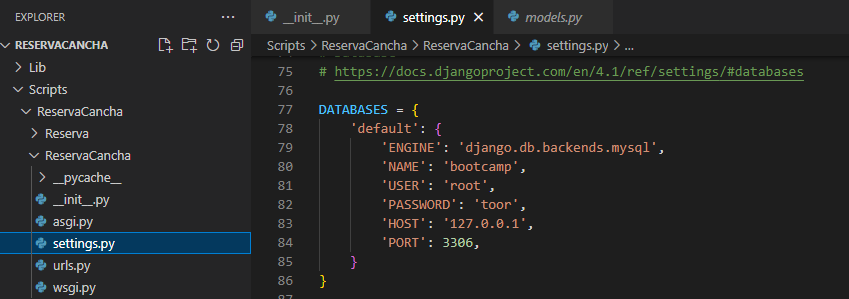 EXPLORER
RESERVACANCHA
Lib
Scripts
ReservaCancha
Reserva
ReservaCancha
__pycache__
__init__.py
asgi.py
settings.py
urls.py
wsgi.py
__init__.py settings.py models.py
Scripts > ReservaCancha > ReservaCancha > settings.py > ...
75 # https://docs.djangoproject.com/en/4.1/ref/settings/#databases
76
77 DATABASES = {
78 'default': {
79 'ENGINE': 'django.db.backends.mysql',
80 'NAME': 'bootcamp',
81 'USER': 'root',
82 'PASSWORD': 'toor',
83 'HOST': '127.0.0.1',
84 'PORT': 3306,
85 }
86 }